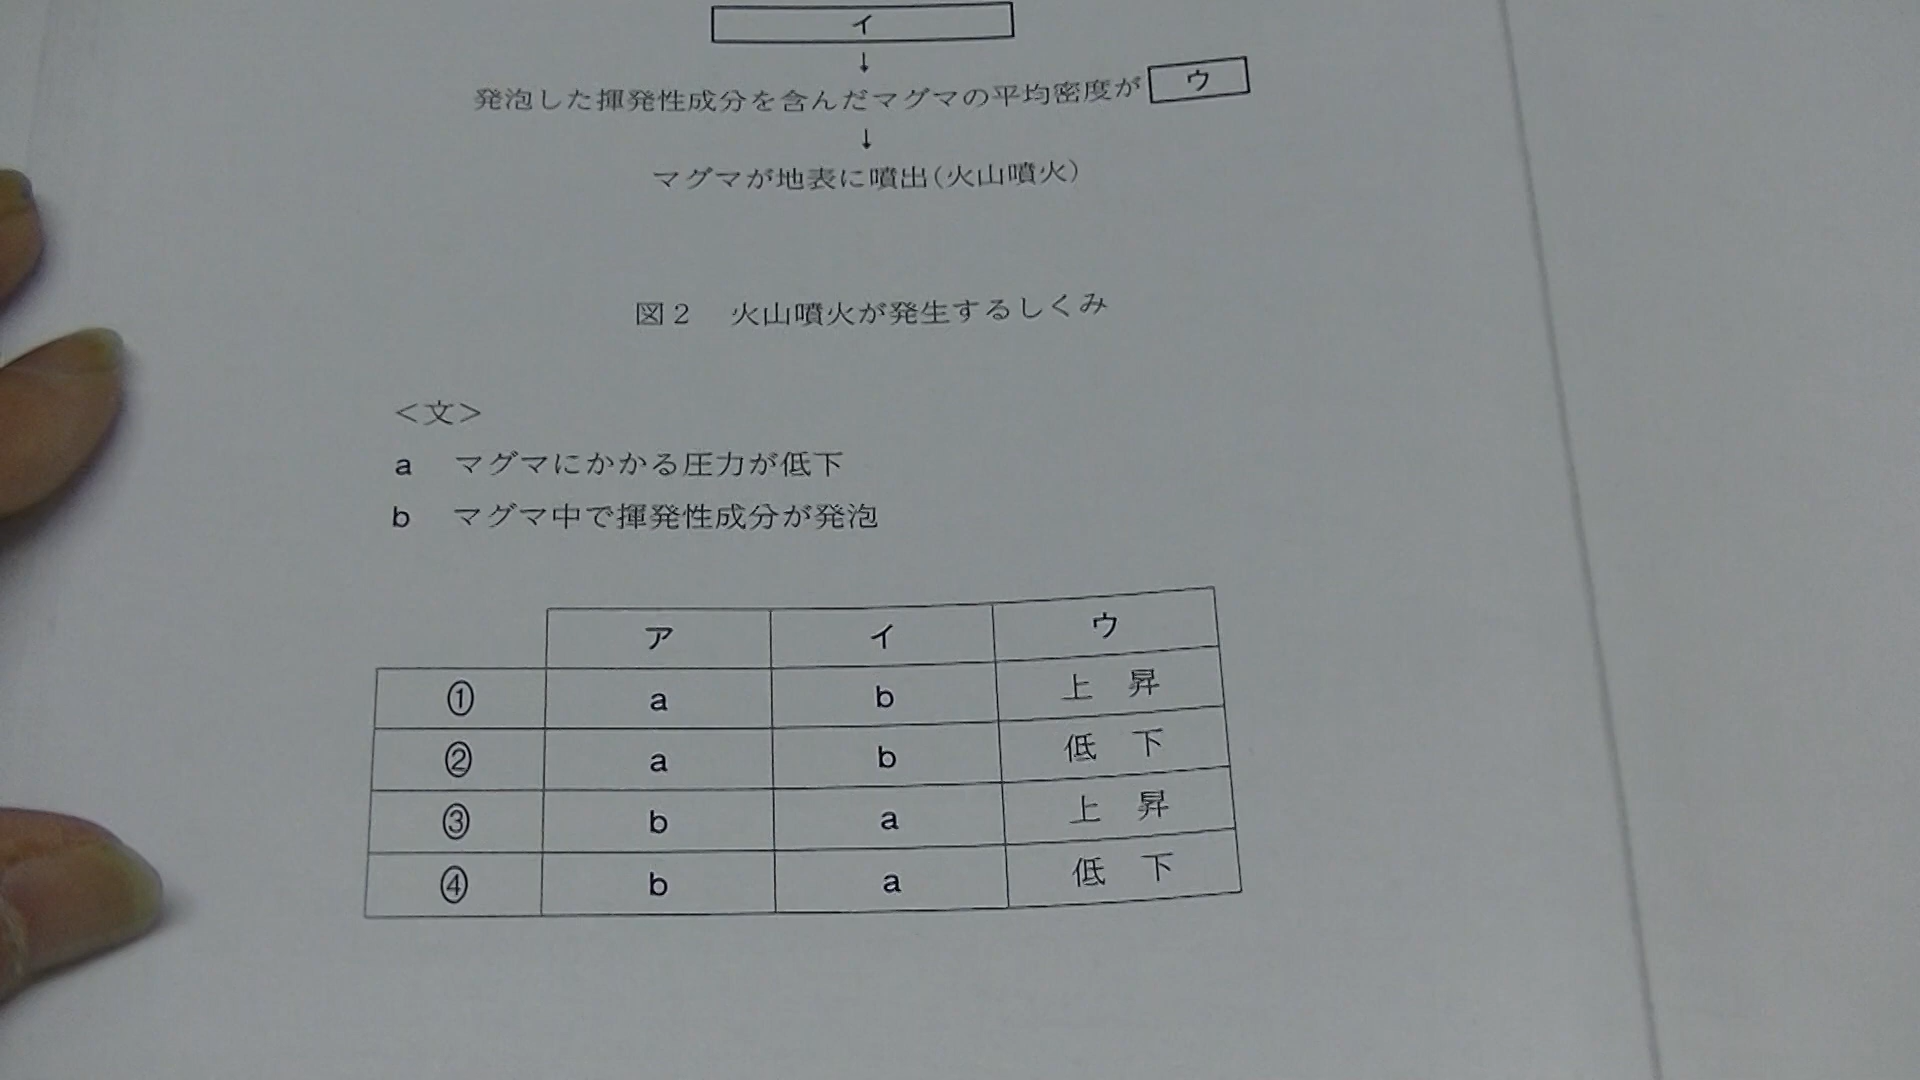 イ
↓
発泡した揮発性成分を含んだマグマの平均密度が ウ
↓
マグマが地表に噴出(火山噴火)
図2 火山噴火が発生するしくみ
<文>
a マグマにかかる圧力が低下
b マグマ中で揮発性成分が発泡
ア イ ウ
① a b 上昇
② a b 低下
③ b a 上昇
④ b a 低下